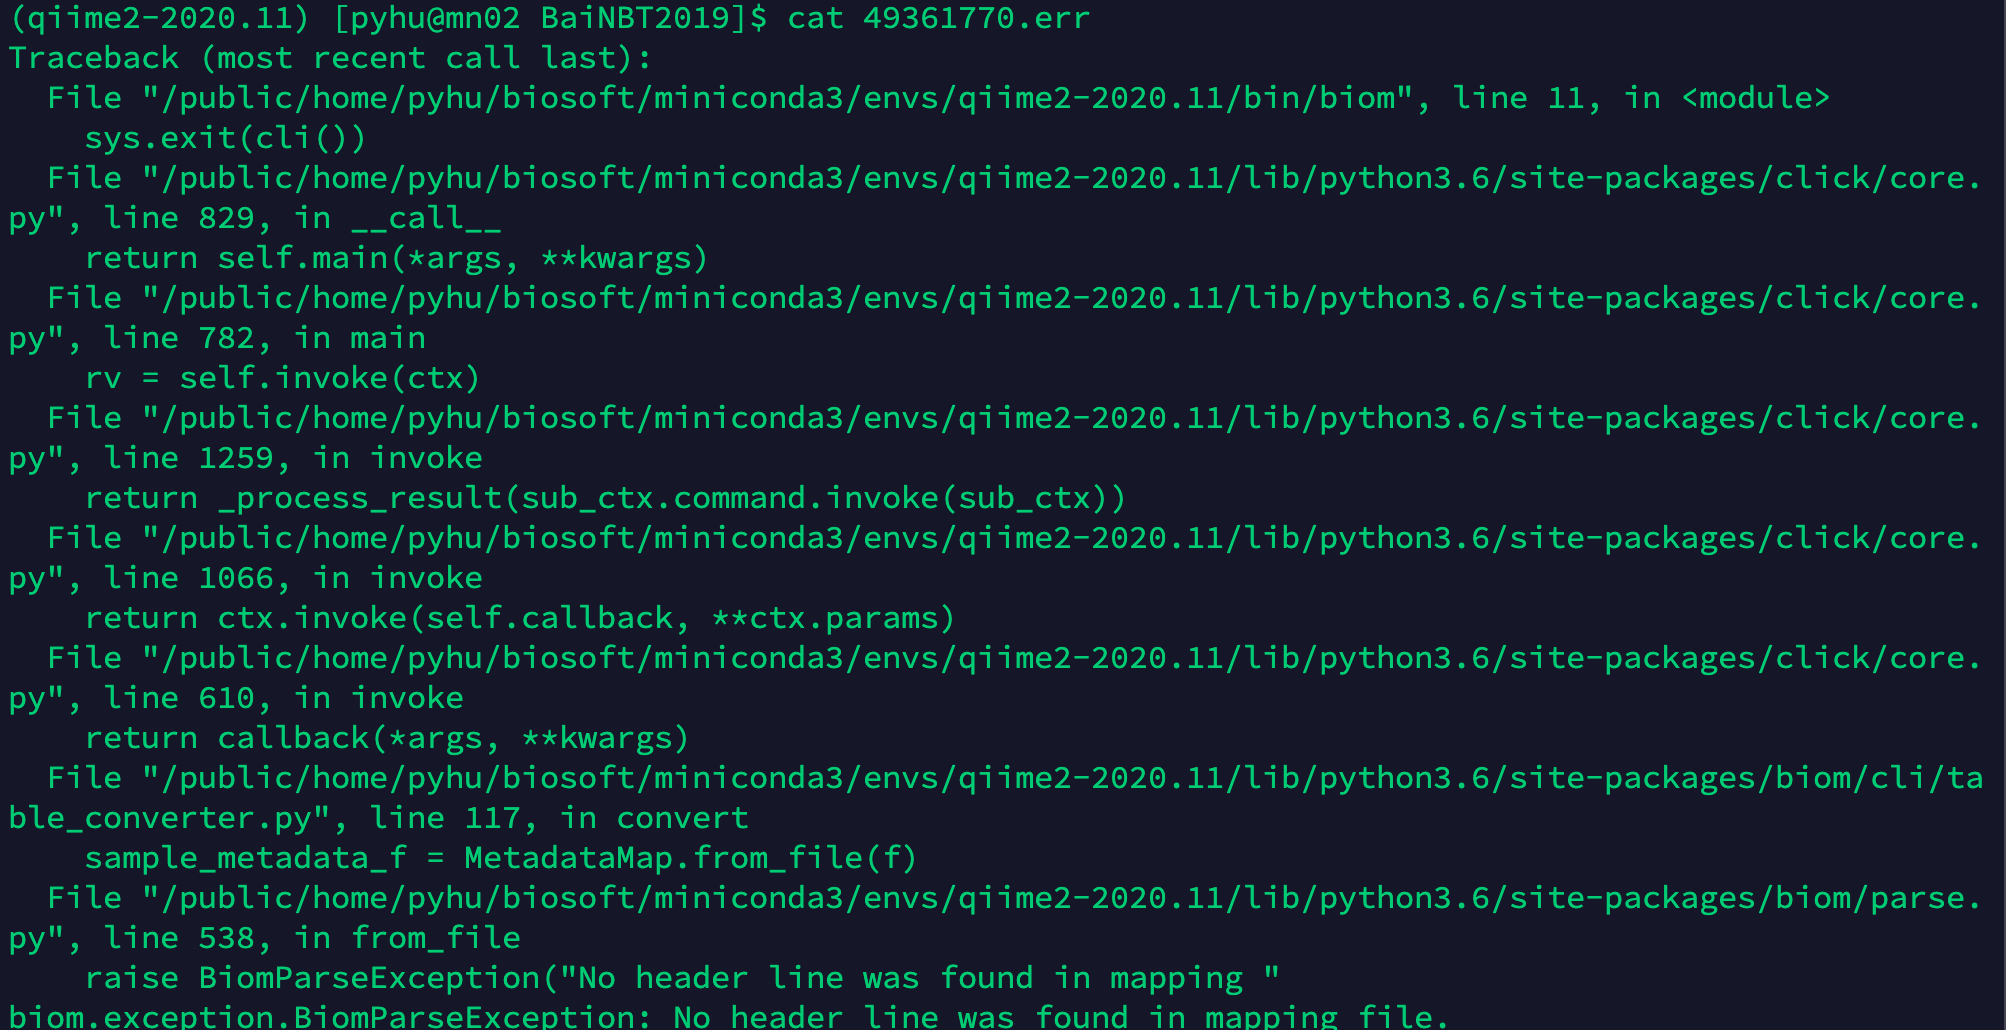 (qiime2-2020.11) [pyhu@mn02 BaiNBT2019]$ cat 49361770.err
Traceback (most recent call last):
  File "/public/home/pyhu/biosoft/miniconda3/envs/qiime2-2020.11/bin/biom", line 11, in <module>
    sys.exit(cli())
  File "/public/home/pyhu/biosoft/miniconda3/envs/qiime2-2020.11/lib/python3.6/site-packages/click/core.
py", line 829, in __call__
    return self.main(*args, **kwargs)
  File "/public/home/pyhu/biosoft/miniconda3/envs/qiime2-2020.11/lib/python3.6/site-packages/click/core.
py", line 782, in main
    rv = self.invoke(ctx)
  File "/public/home/pyhu/biosoft/miniconda3/envs/qiime2-2020.11/lib/python3.6/site-packages/click/core.
py", line 1259, in invoke
    return _process_result(sub_ctx.command.invoke(sub_ctx))
  File "/public/home/pyhu/biosoft/miniconda3/envs/qiime2-2020.11/lib/python3.6/site-packages/click/core.
py", line 1066, in invoke
    return ctx.invoke(self.callback, **ctx.params)
  File "/public/home/pyhu/biosoft/miniconda3/envs/qiime2-2020.11/lib/python3.6/site-packages/click/core.
py", line 610, in invoke
    return callback(*args, **kwargs)
  File "/public/home/pyhu/biosoft/miniconda3/envs/qiime2-2020.11/lib/python3.6/site-packages/biom/cli/ta
ble_converter.py", line 117, in convert
    sample_metadata_f = MetadataMap.from_file(f)
  File "/public/home/pyhu/biosoft/miniconda3/envs/qiime2-2020.11/lib/python3.6/site-packages/biom/parse.
py", line 538, in from_file
    raise BiomParseException("No header line was found in mapping "
biom.exception.BiomParseException: No header line was found in mapping file.